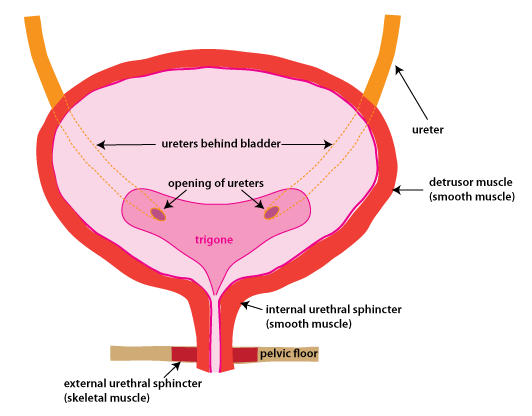 ureter
ureters behind bladder
opening of ureters
detrusor muscle
(smooth muscle)
trigone
internal urethral sphincter
(smooth muscle)
pelvic floor
external urethral sphincter
(skeletal muscle)